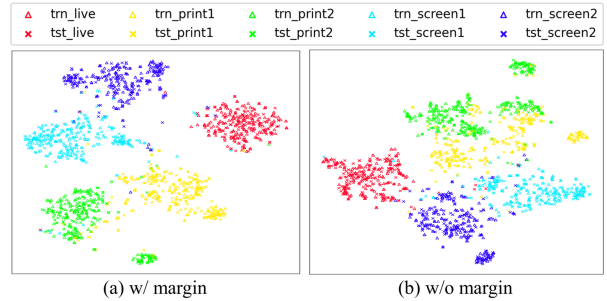 trn_live trn_print1 trn_print2 trn_screen1 trn_screen2
tst_live tst_print1 tst_print2 tst_screen1 tst_screen2
(a) w/ margin (b) w/o margin